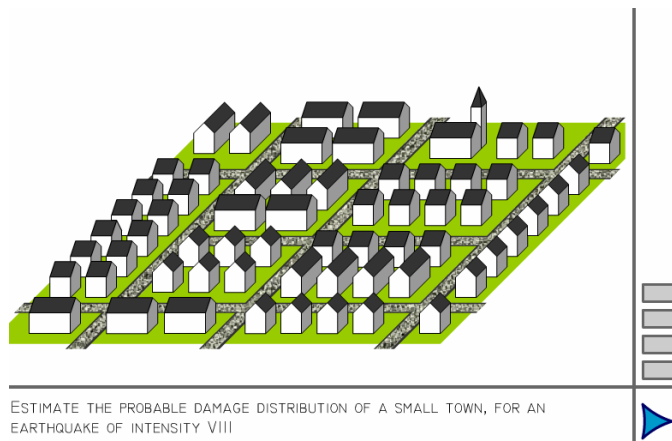 ESTIMATE THE PROBABLE DAMAGE DISTRIBUTION OF A SMALL TOWN, FOR AN
EARTHQUAKE OF INTENSITY VIII